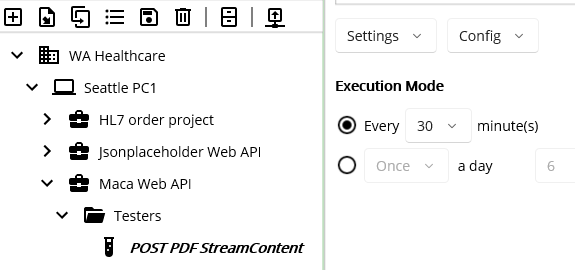 WA Healthcare
Seattle PC1
HL7 order project
Jsonplaceholder Web API
Maca Web API
Testers
POST PDF StreamContent
Settings Config
Execution Mode
Every 30 minute(s)
Once a day 6